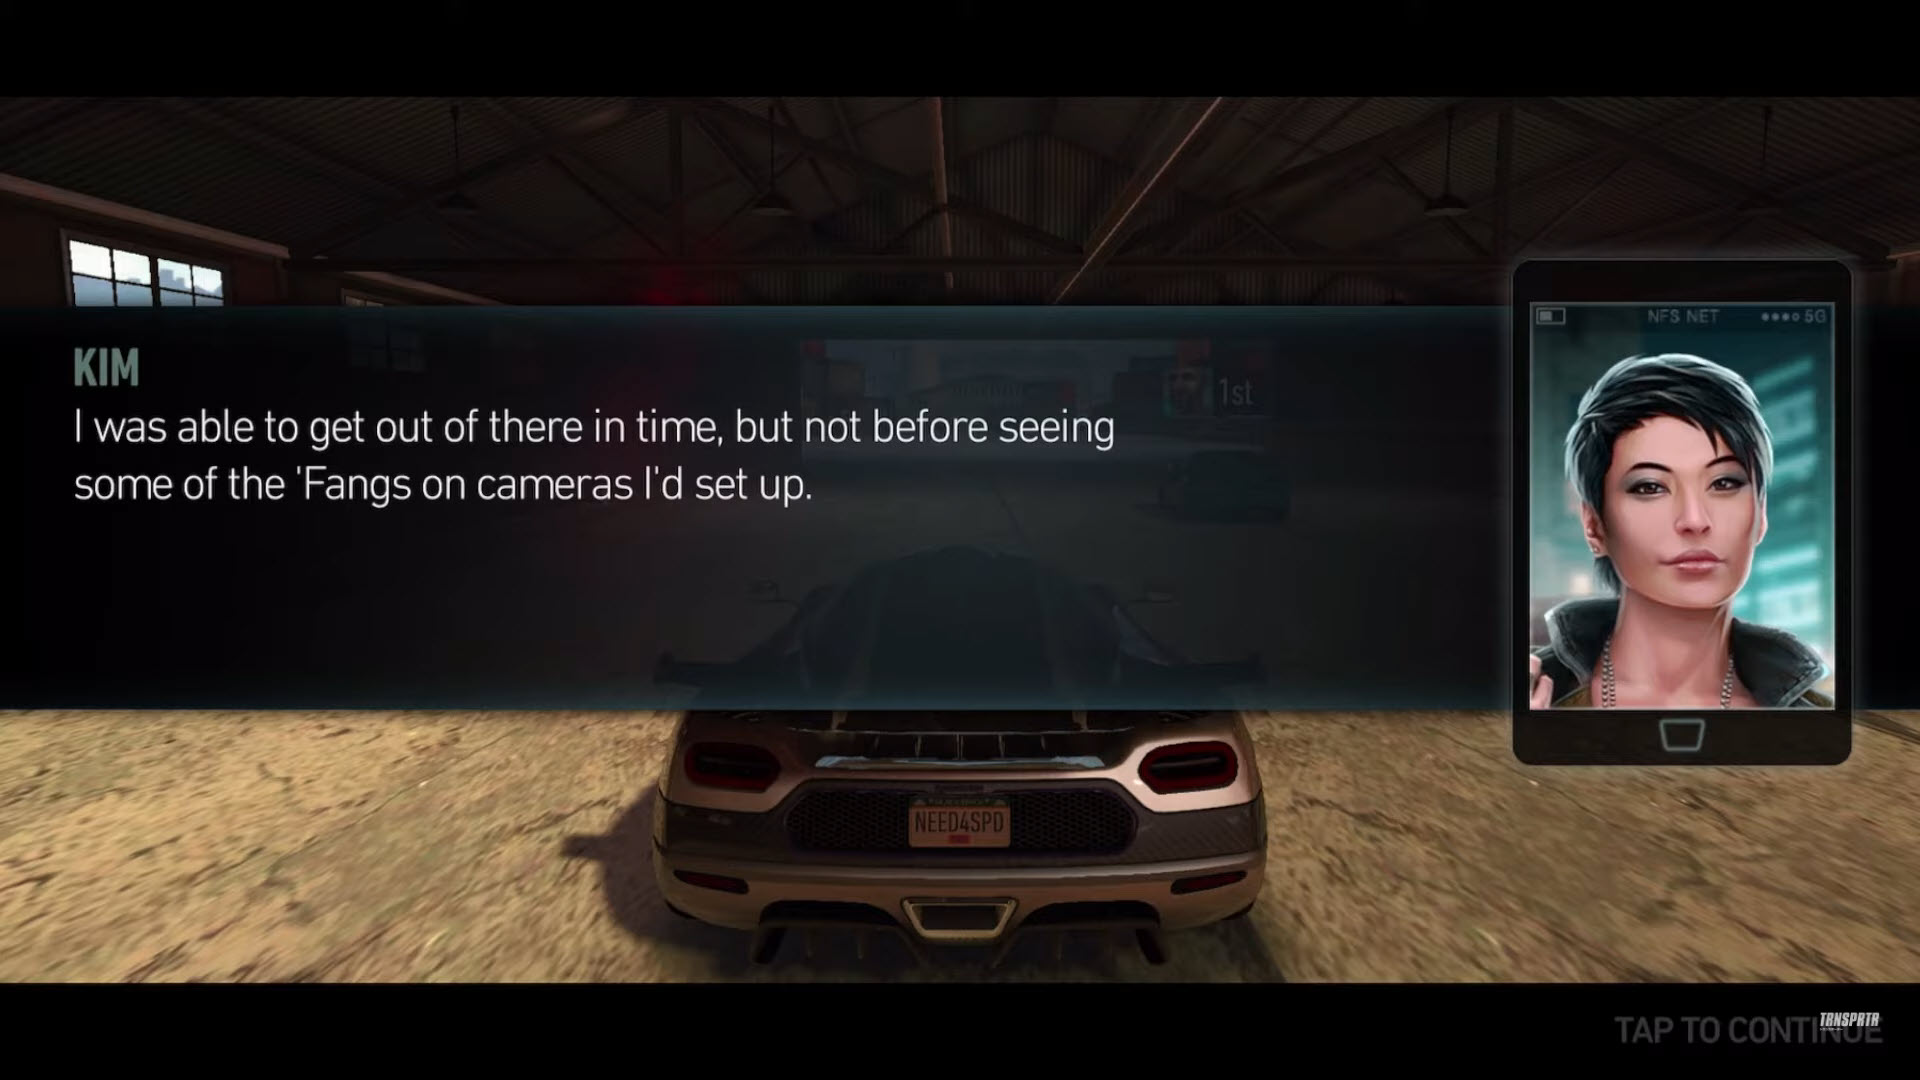 NFS NET
5G
KIM
1st
I was able to get out of there in time, but not before seeing
some of the 'Fangs on cameras I'd set up.
NEED4SPD
TAP TO CONTINUE
TRNSPRTR